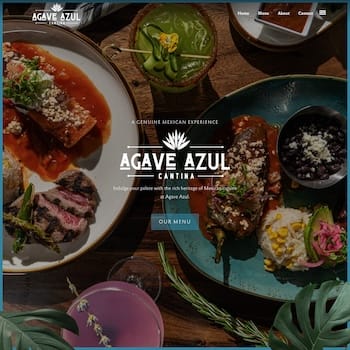 AGAVE AZUL
CANTINA
Home Menu About Contact
A GENUINE MEXICAN EXPERIENCE
AGAVE AZUL
CANTINA
Indulge your palate with the rich heritage of Mexican cuisine
at Agave Azul.
OUR MENU